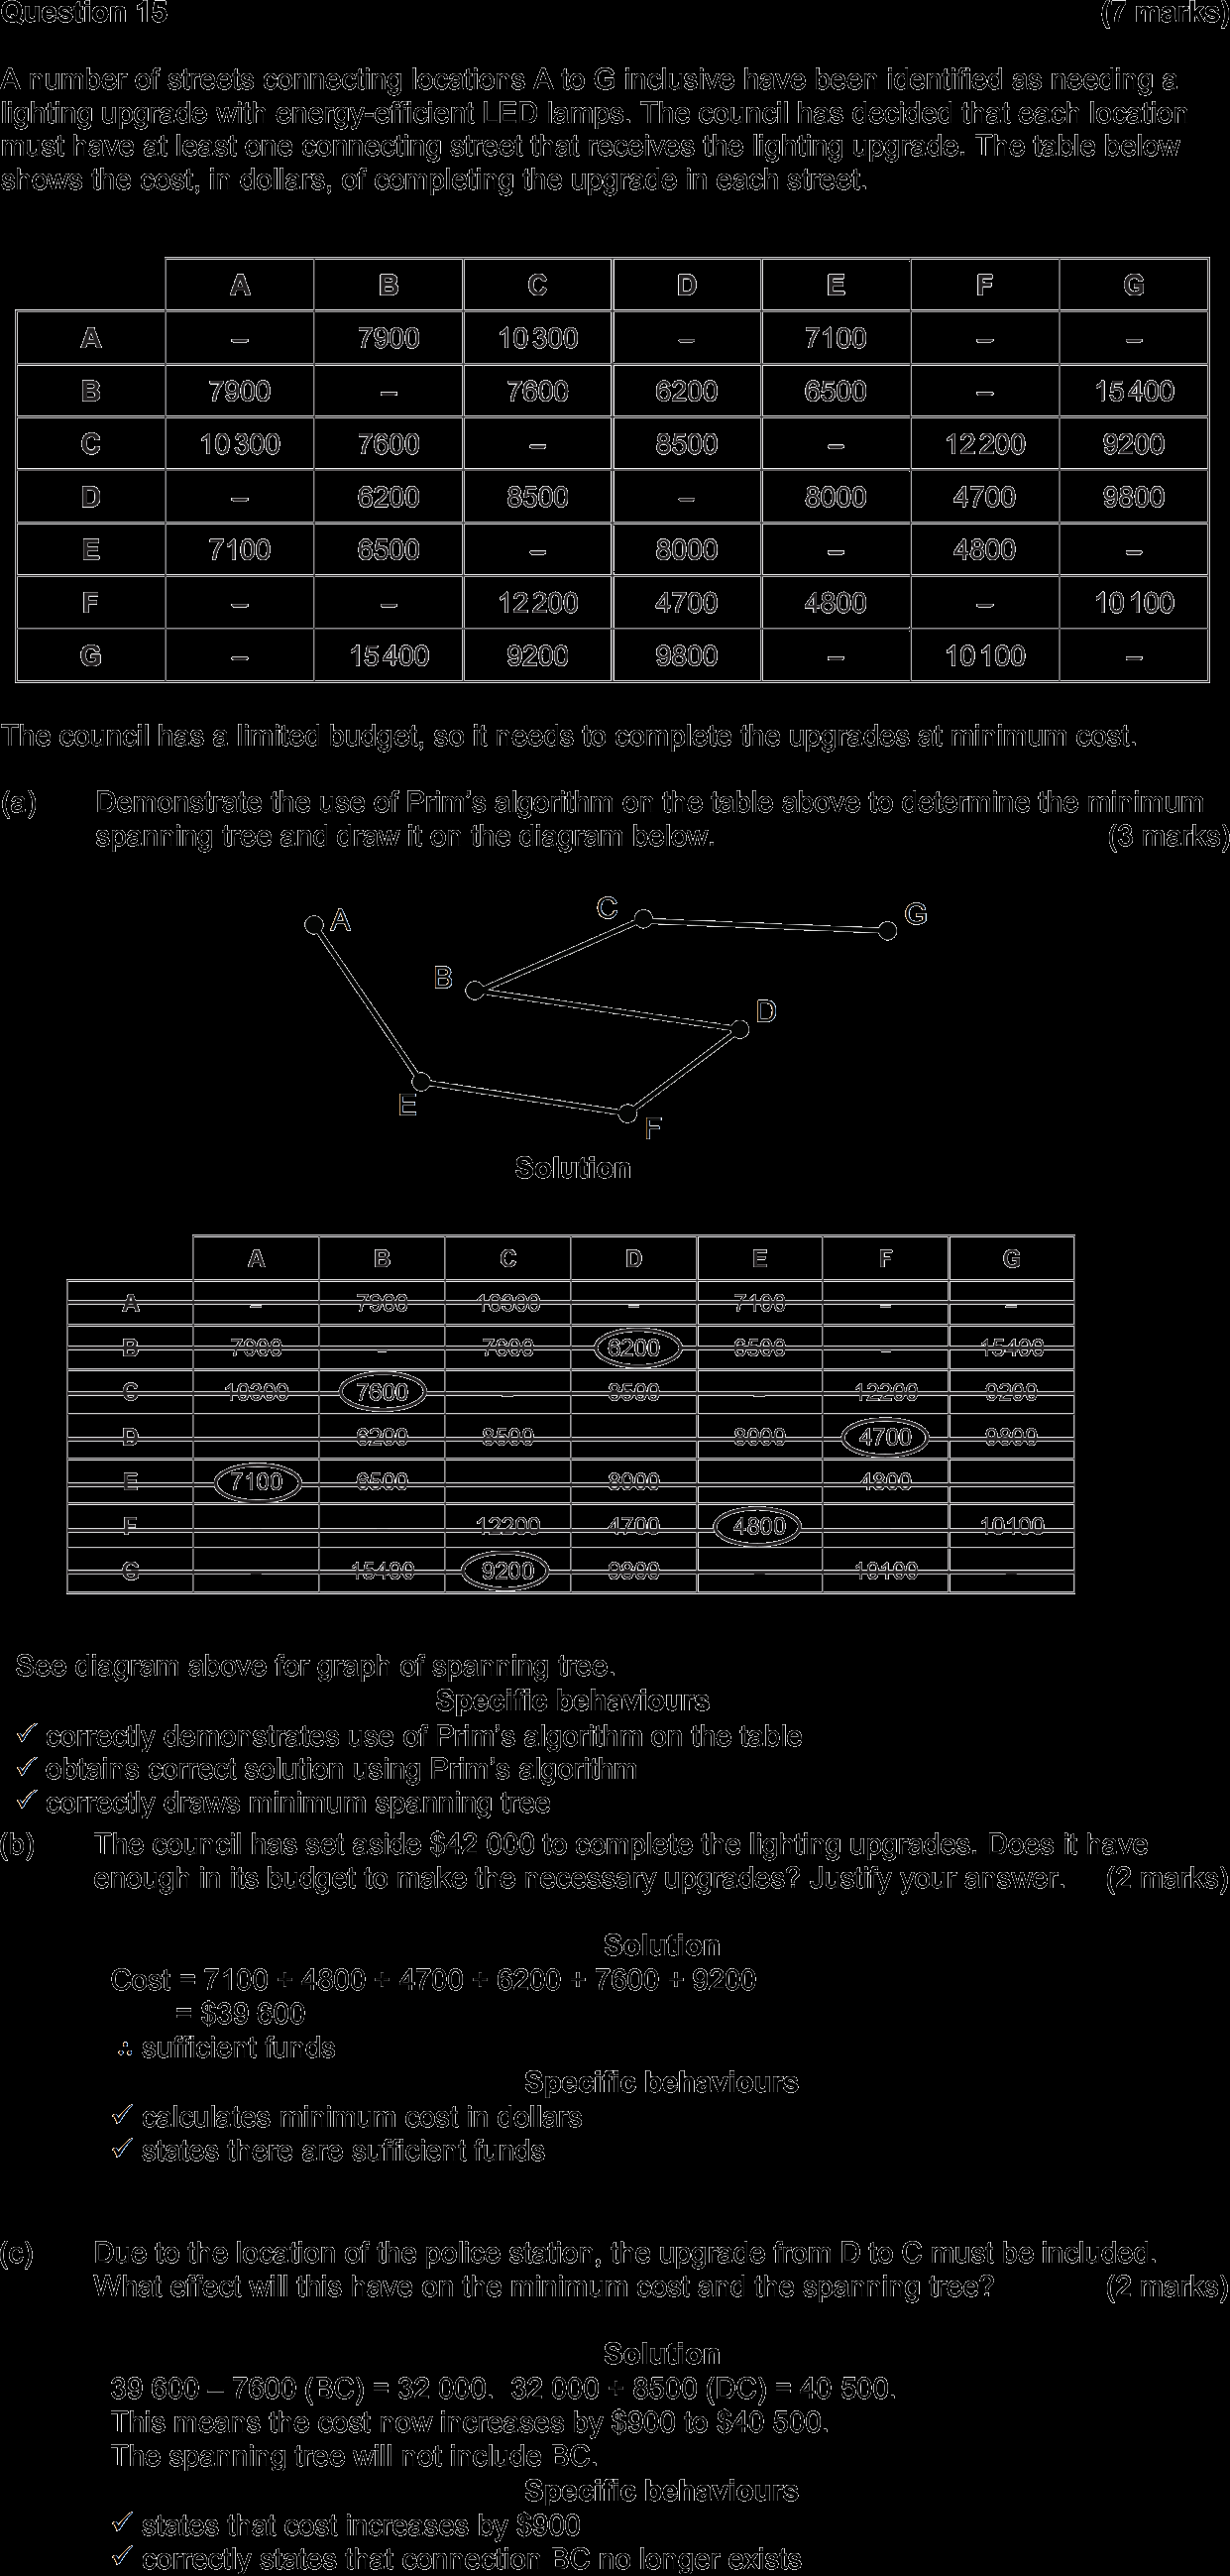 Question 15 (7 marks)
A number of streets connecting locations A to G inclusive have been identified as needing a
lighting upgrade with energy-efficient LED lamps. The council has decided that each location
must have at least one connecting street that receives the lighting upgrade. The table below
shows the cost, in dollars, of completing the upgrade in each street.
A B C D E F G
A – 7900 10 300 – 7100 – –
B 7900 – 7600 6200 6500 – 15 400
C 10 300 7600 – 8500 – 12 200 9200
D – 6200 8500 – 8000 4700 9800
E 7100 6500 – 8000 – 4800 –
F – – 12 200 4700 4800 – 10 100
G – 15 400 9200 9800 – 10 100 –
The council has a limited budget, so it needs to complete the upgrades at minimum cost.
(a) Demonstrate the use of Prim's algorithm on the table above to determine the minimum
spanning tree and draw it on the diagram below. (3 marks)
A
C
G
B
D
E
F
Solution
A B C D E F G
A – 7900 10300 – 7100 – –
B 7900 – 7600 6200 6500 – 15400
C 10300 7600 – 8500 – 12200 9200
D 6200 8500 8000 4700 9800
E 7100 6500 8000 4800
F 12200 4700 4800 10100
G – 15400 9200 9800 – 10100 –
See diagram above for graph of spanning tree.
Specific behaviours
✓ correctly demonstrates use of Prim's algorithm on the table
✓ obtains correct solution using Prim's algorithm
✓ correctly draws minimum spanning tree
(b) The council has set aside $42 000 to complete the lighting upgrades. Does it have
enough in its budget to make the necessary upgrades? Justify your answer. (2 marks)
Solution
Cost = 7100 + 4800 + 4700 + 6200 + 7600 + 9200
= $39 600
∴ sufficient funds
Specific behaviours
✓ calculates minimum cost in dollars
✓ states there are sufficient funds
(c) Due to the location of the police station, the upgrade from D to C must be included.
What effect will this have on the minimum cost and the spanning tree? (2 marks)
Solution
39 600 – 7600 (BC) = 32 000. 32 000 + 8500 (DC) = 40 500.
This means the cost now increases by $900 to $40 500.
The spanning tree will not include BC.
Specific behaviours
✓ states that cost increases by $900
✓ correctly states that connection BC no longer exists